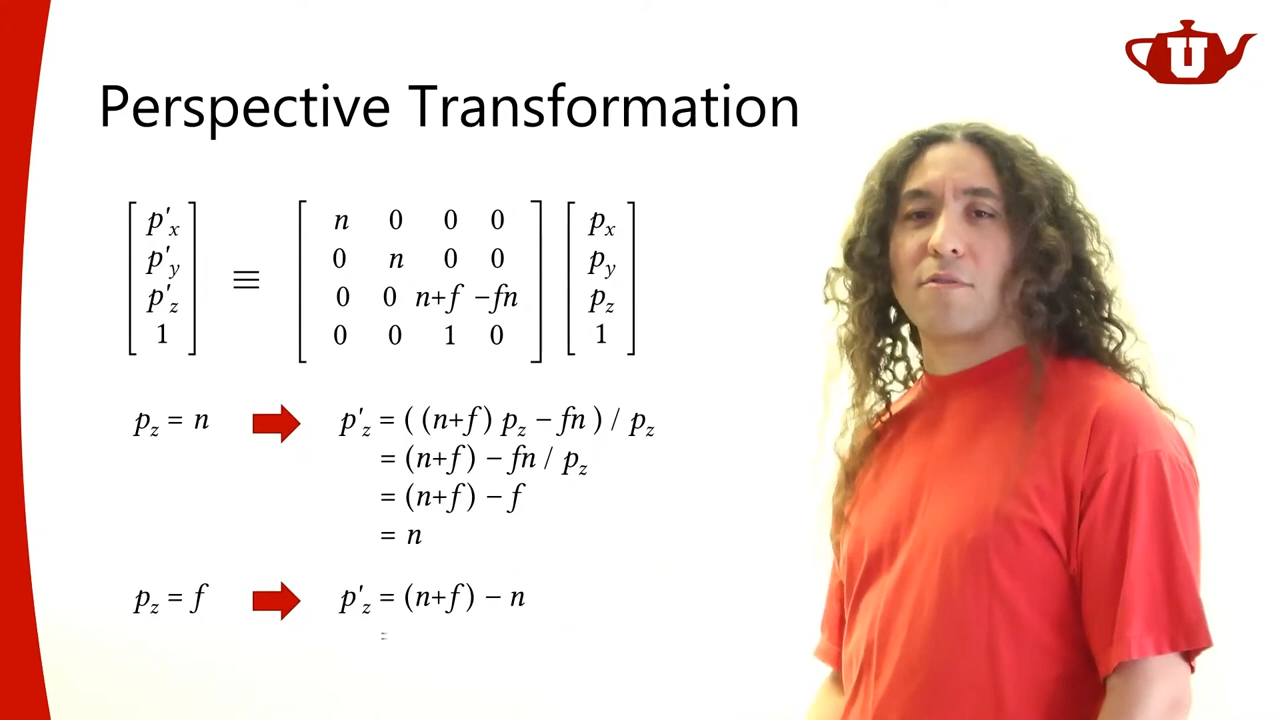 U
Perspective Transformation
[p'x p'y p'z 1] ≡ [n 0 0 0; 0 n 0 0; 0 0 n+f −fn; 0 0 1 0] [px py pz 1]
pz = n p'z = ( (n+f) pz − fn ) / pz
= (n+f) − fn / pz
= (n+f) − f
= n
pz = f p'z = (n+f) − n
=